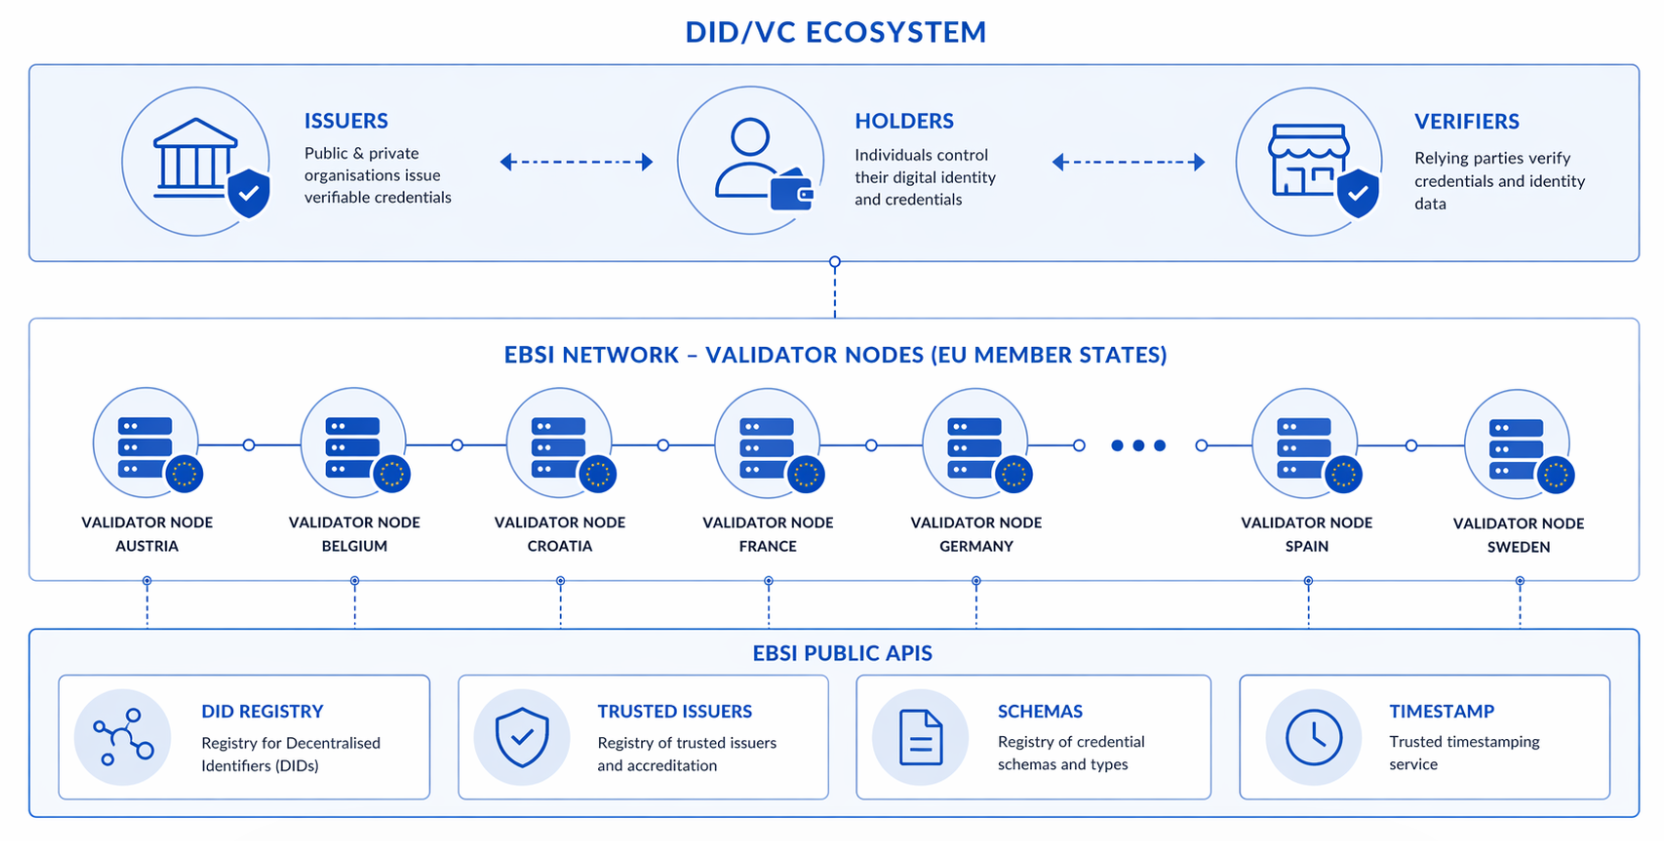 DID/VC ECOSYSTEM
ISSUERS
Public & private
organisations issue
verifiable credentials
HOLDERS
Individuals control
their digital identity
and credentials
VERIFIERS
Relying parties verify
credentials and identity
data
EBSI NETWORK – VALIDATOR NODES (EU MEMBER STATES)
VALIDATOR NODE
AUSTRIA
VALIDATOR NODE
BELGIUM
VALIDATOR NODE
CROATIA
VALIDATOR NODE
FRANCE
VALIDATOR NODE
GERMANY
VALIDATOR NODE
SPAIN
VALIDATOR NODE
SWEDEN
EBSI PUBLIC APIS
DID REGISTRY
Registry for Decentralised
Identifiers (DIDs)
TRUSTED ISSUERS
Registry of trusted issuers
and accreditation
SCHEMAS
Registry of credential
schemas and types
TIMESTAMP
Trusted timestamping
service